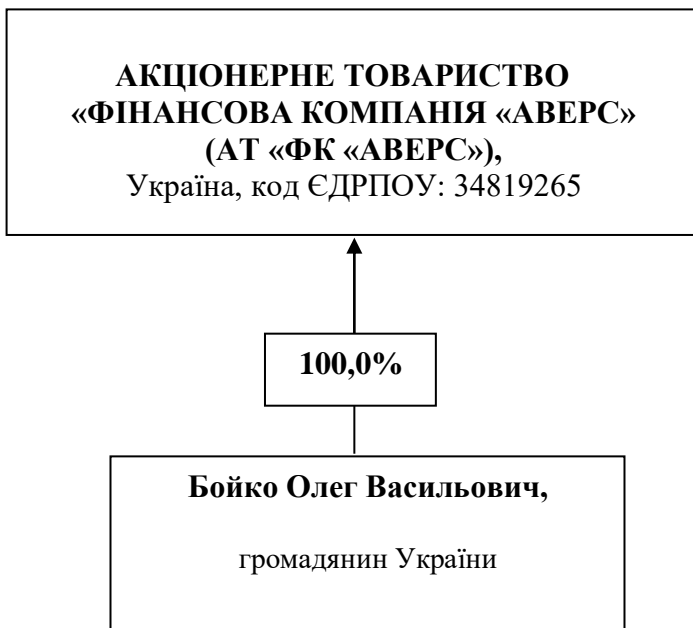 АКЦІОНЕРНЕ ТОВАРИСТВО
«ФІНАНСОВА КОМПАНІЯ «АВЕРС»
(АТ «ФК «АВЕРС»),
Україна, код ЄДРПОУ: 34819265
100,0%
Бойко Олег Васильович,
громадянин України